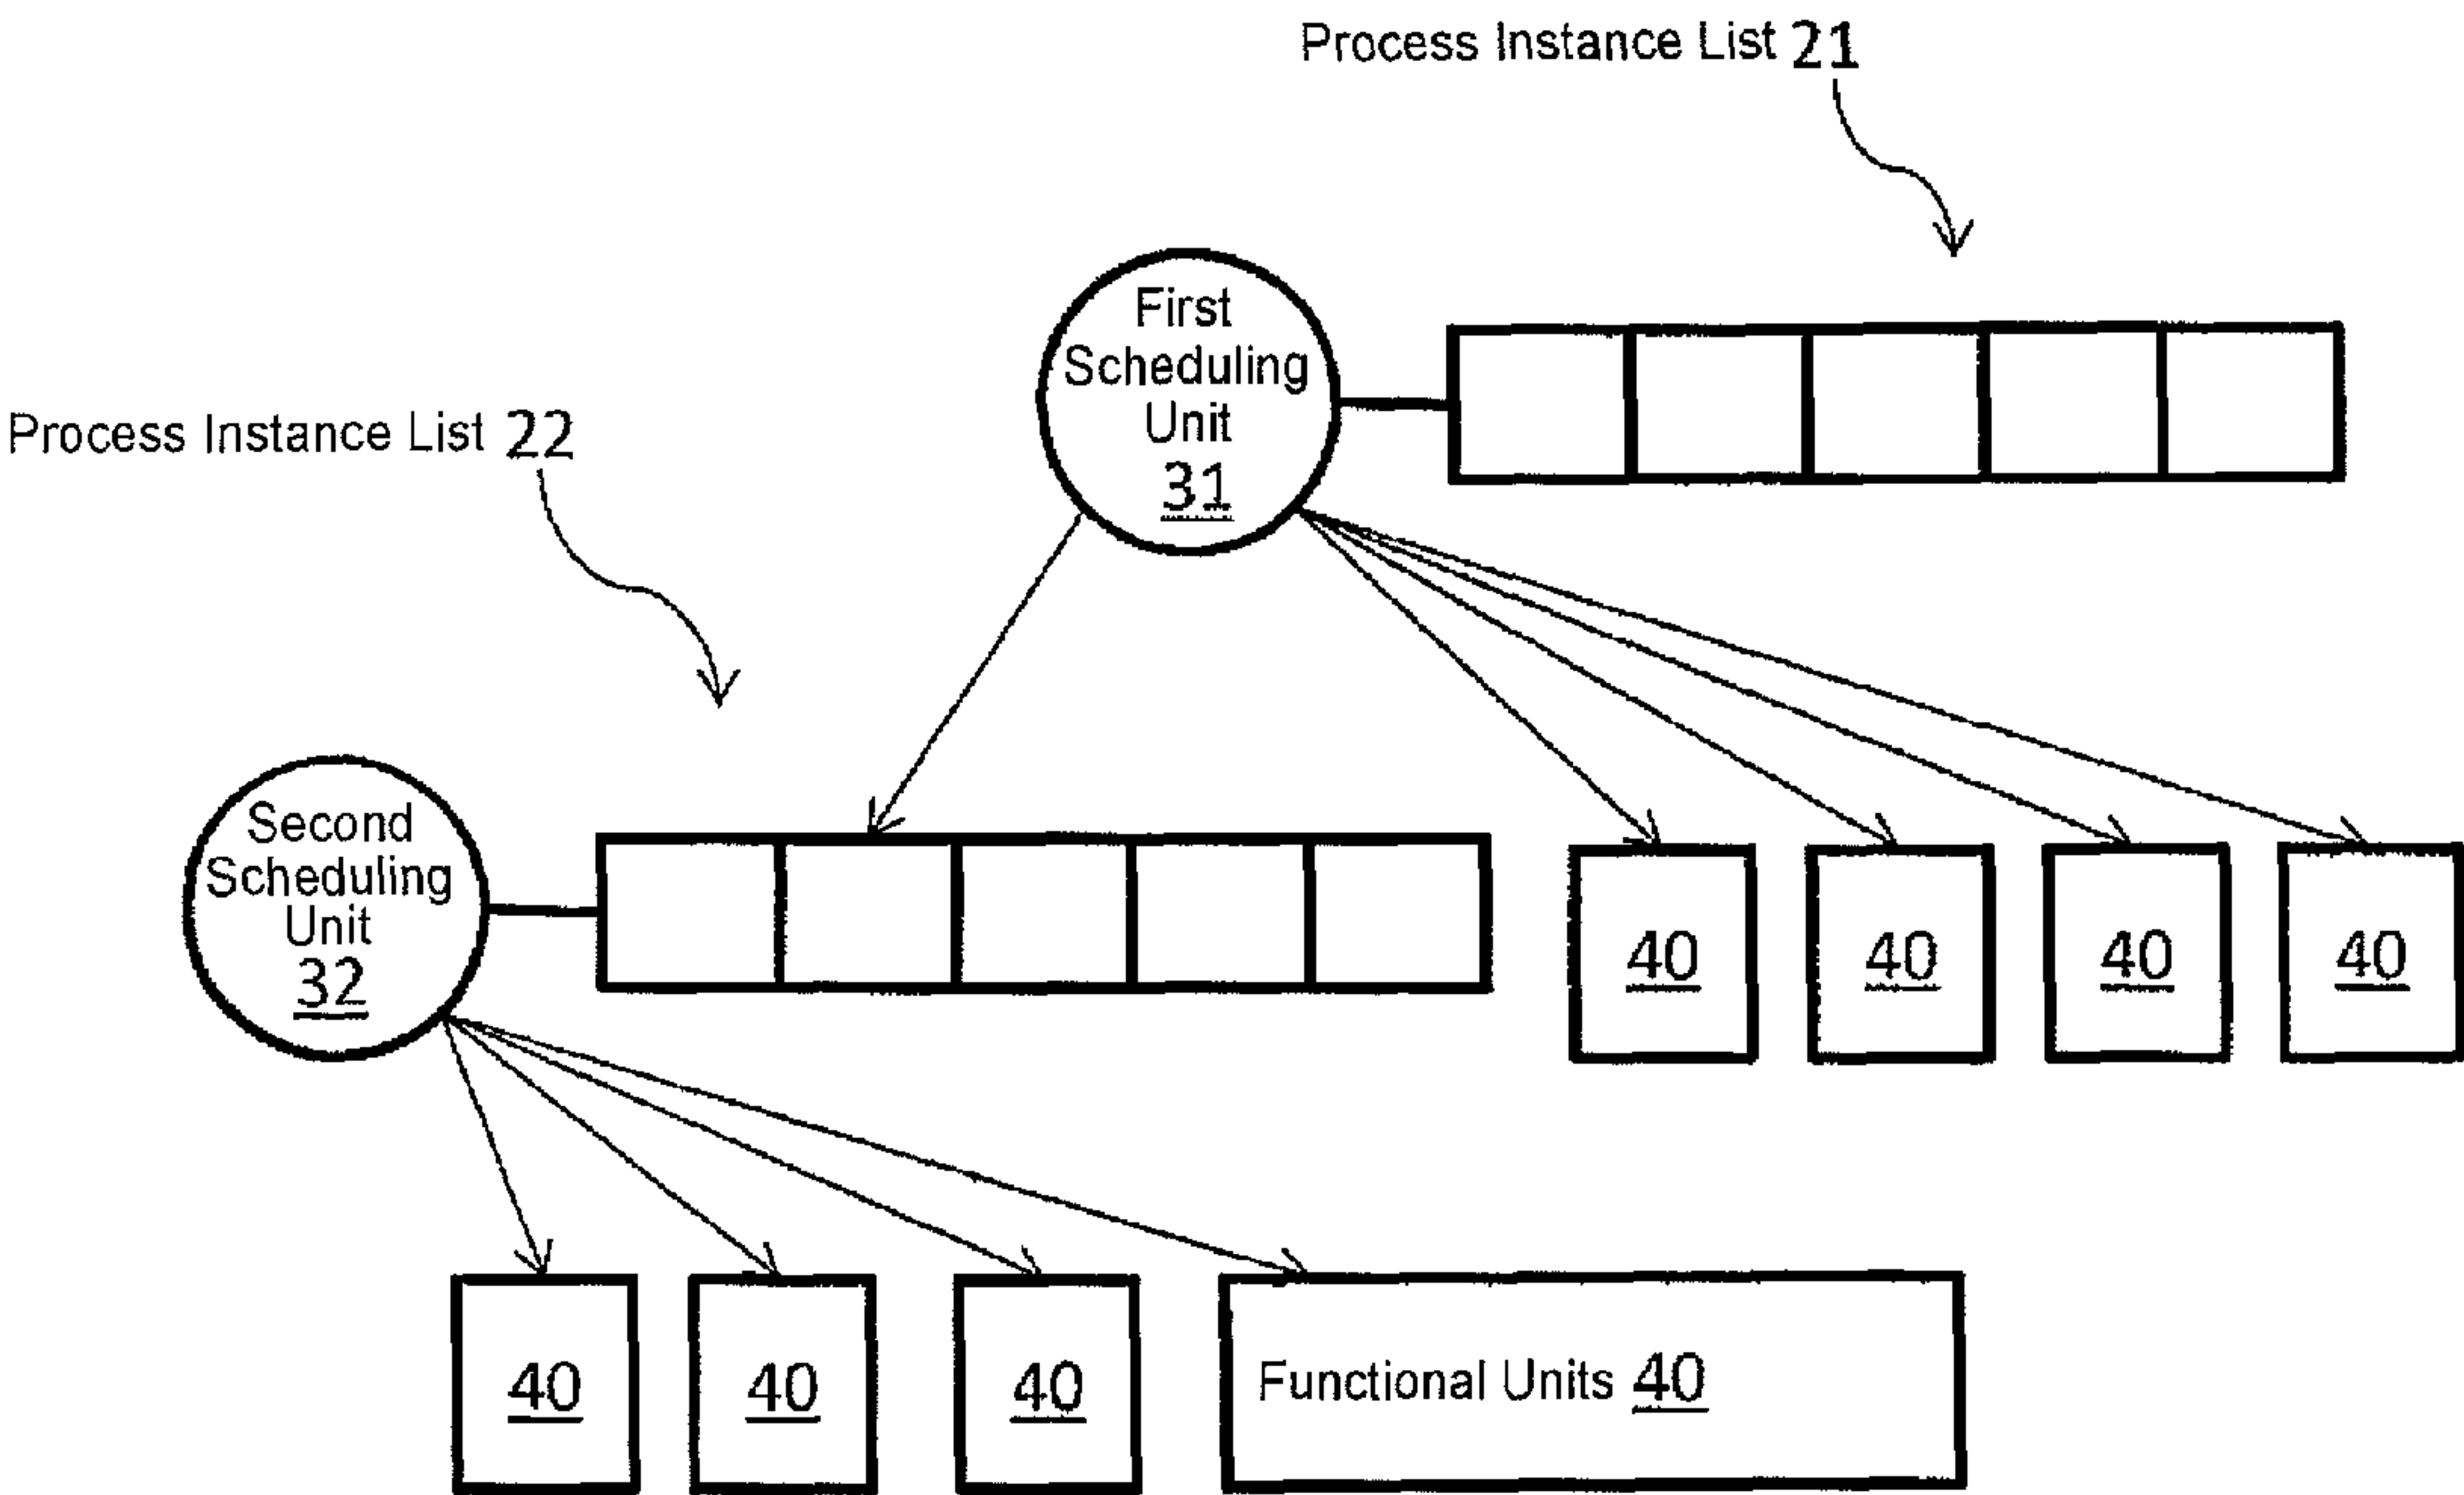 Process Instance List 21
First
Scheduling
Unit
31
Process Instance List 22
Second
Scheduling
Unit
32
40
40
40
40
40
40
40
Functional Units 40